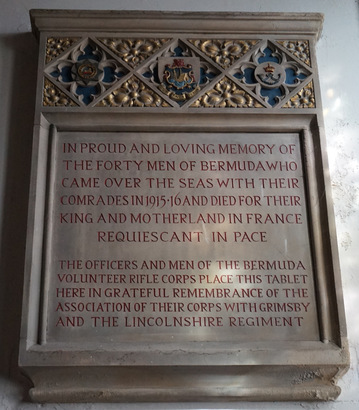 IN PROUD AND LOVING MEMORY OF
THE FORTY MEN OF BERMUDA WHO
CAME OVER THE SEAS WITH THEIR
COMRADES IN 1915·16 AND DIED FOR THEIR
KING AND MOTHERLAND IN FRANCE
REQUIESCANT IN PACE
THE OFFICERS AND MEN OF THE BERMUDA
VOLUNTEER RIFLE CORPS PLACE THIS TABLET
HERE IN GRATEFUL REMEMBRANCE OF THE
ASSOCIATION OF THEIR CORPS WITH GRIMSBY
AND THE LINCOLNSHIRE REGIMENT